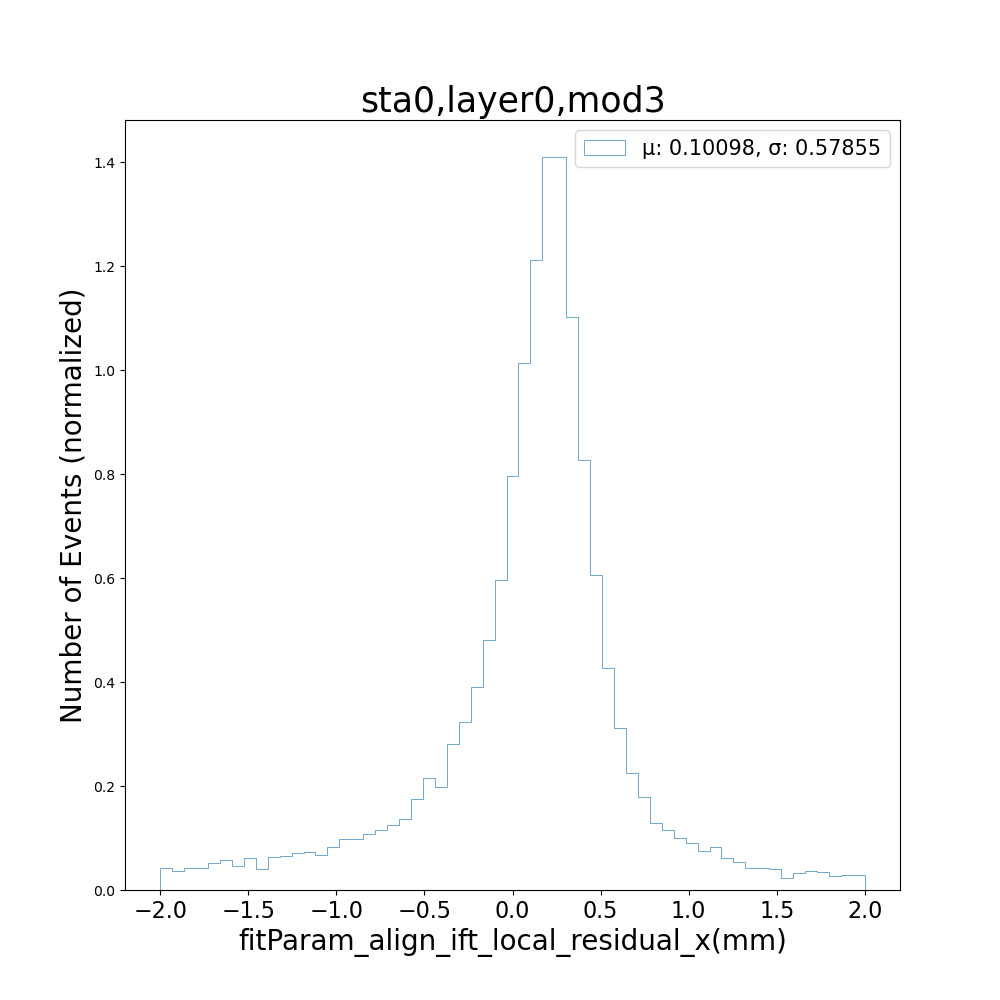 sta0,layer0,mod3
μ: 0.10098, σ: 0.57855
Number of Events (normalized)
1.4
1.2
1.0
0.8
0.6
0.4
0.2
0.0
−2.0 −1.5 −1.0 −0.5 0.0 0.5 1.0 1.5 2.0
fitParam_align_ift_local_residual_x(mm)